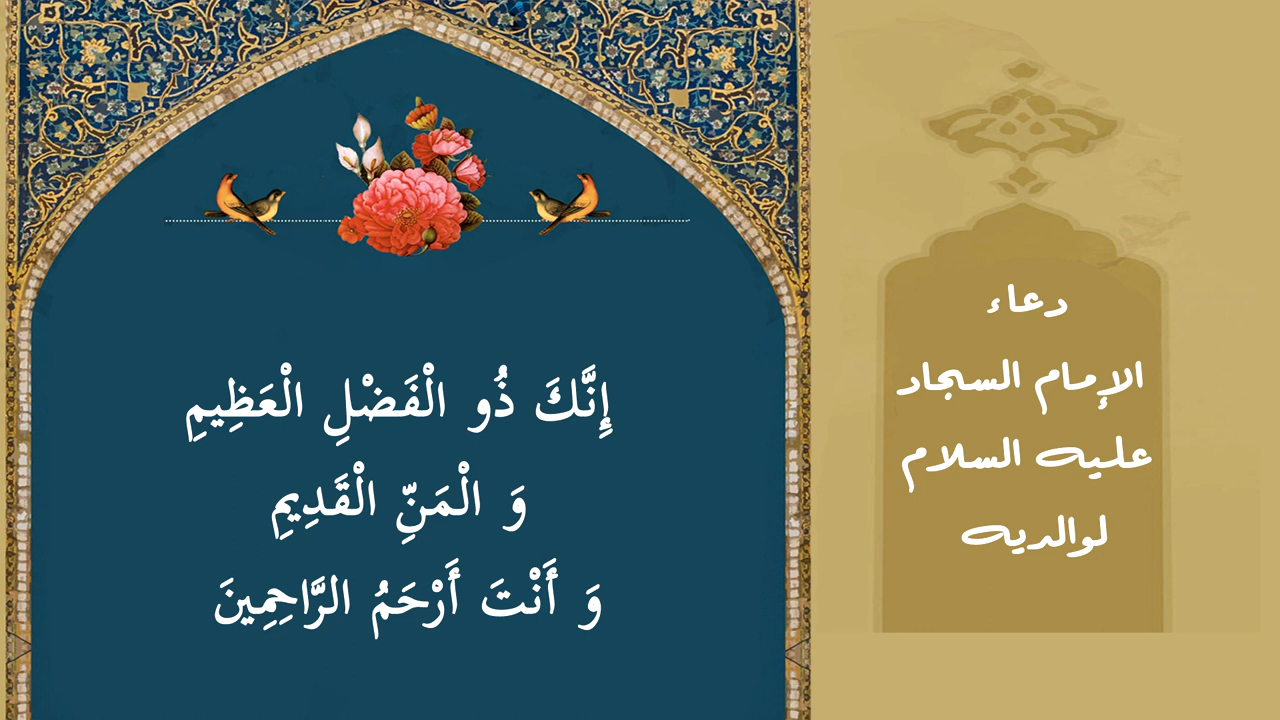 دعاء
الإمام السجاد
عليه السلام
لوالديه
إِنَّكَ ذُو الْفَضْلِ الْعَظِيمِ
وَ الْمَنِّ الْقَدِيمِ
وَ أَنْتَ أَرْحَمُ الرَّاحِمِينَ